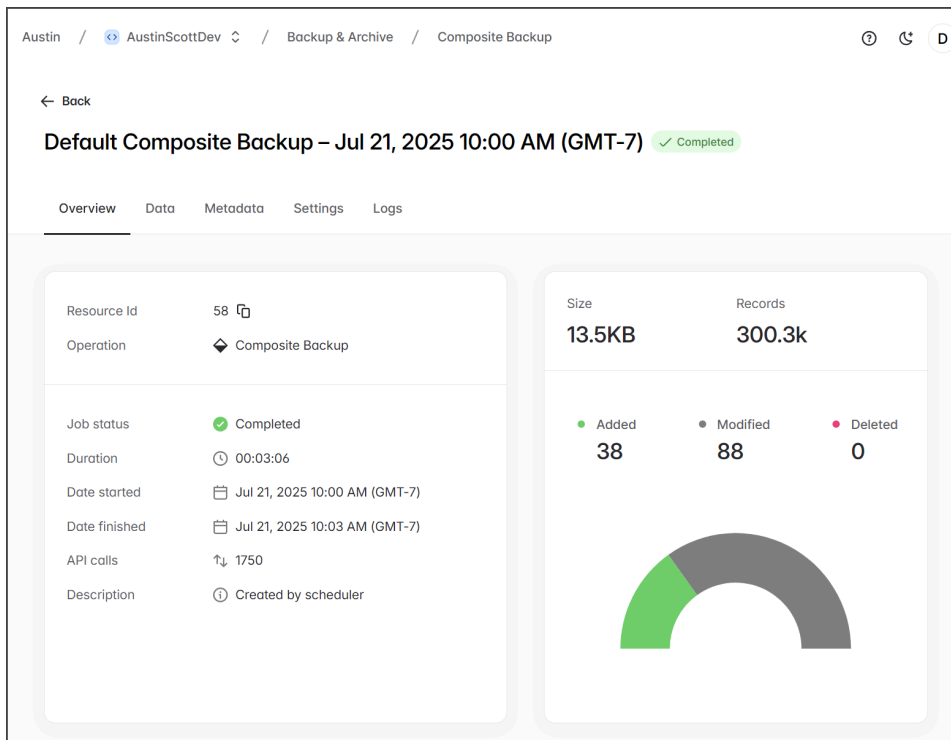 Austin / AustinScottDev / Backup & Archive / Composite Backup
D
Back
Default Composite Backup – Jul 21, 2025 10:00 AM (GMT-7) Completed
Overview Data Metadata Settings Logs
Resource Id 58
Operation Composite Backup
Job status Completed
Duration 00:03:06
Date started Jul 21, 2025 10:00 AM (GMT-7)
Date finished Jul 21, 2025 10:03 AM (GMT-7)
API calls 1750
Description Created by scheduler
Size Records
13.5KB 300.3k
Added Modified Deleted
38 88 0